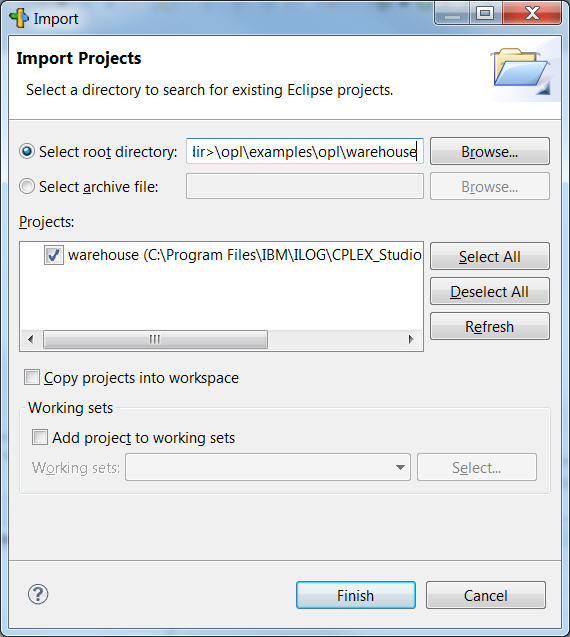 Import
Import Projects
Select a directory to search for existing Eclipse projects.
Select root directory: dir>\opl\examples\opl\warehouse Browse...
Select archive file: Browse...
Projects:
warehouse (C:\Program Files\IBM\ILOG\CPLEX_Studio
Select All
Deselect All
Refresh
Copy projects into workspace
Working sets
Add project to working sets
Working sets: Select...
? Finish Cancel